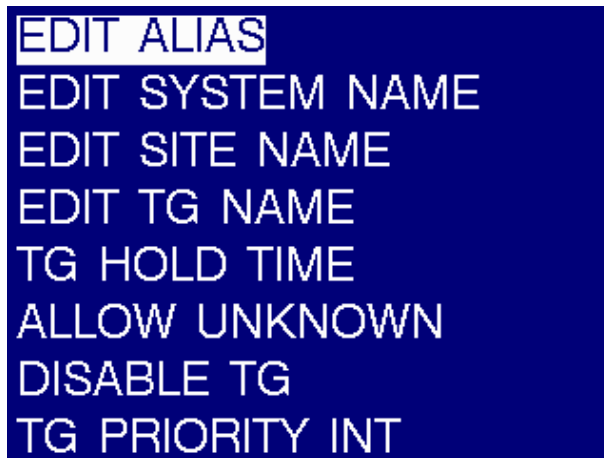 EDIT ALIAS
EDIT SYSTEM NAME
EDIT SITE NAME
EDIT TG NAME
TG HOLD TIME
ALLOW UNKNOWN
DISABLE TG
TG PRIORITY INT